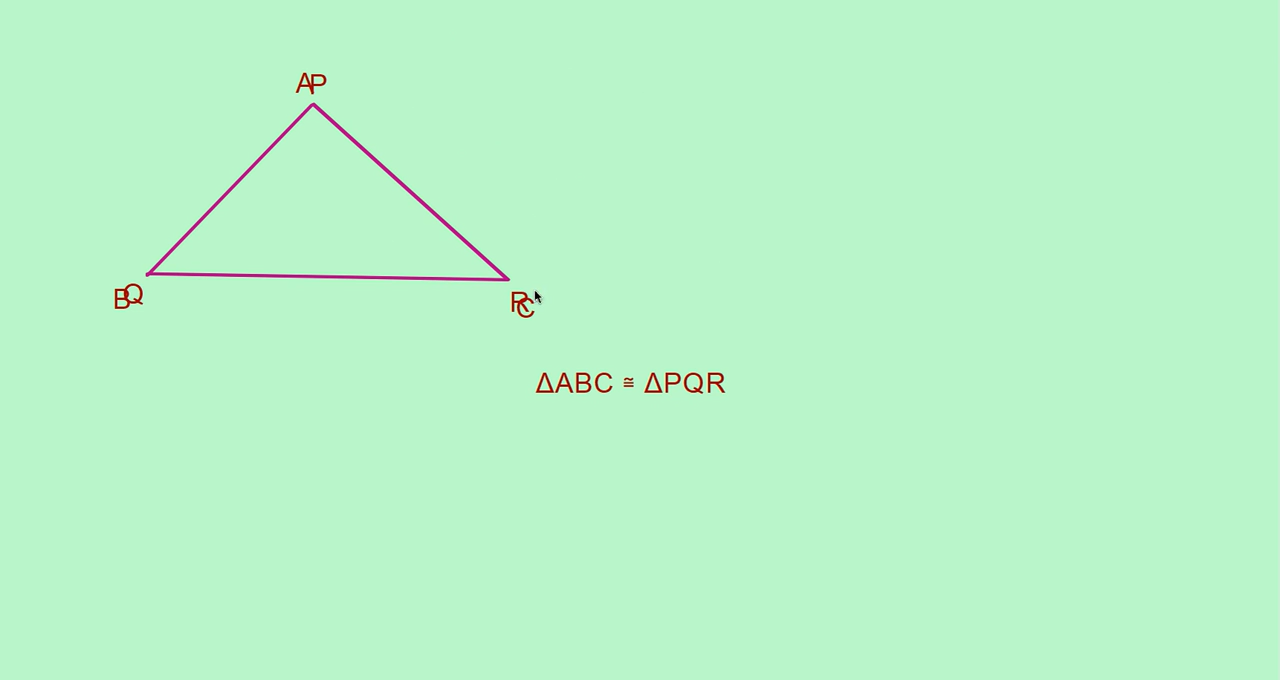 AP
BQ
RC
ΔABC ≅ ΔPQR